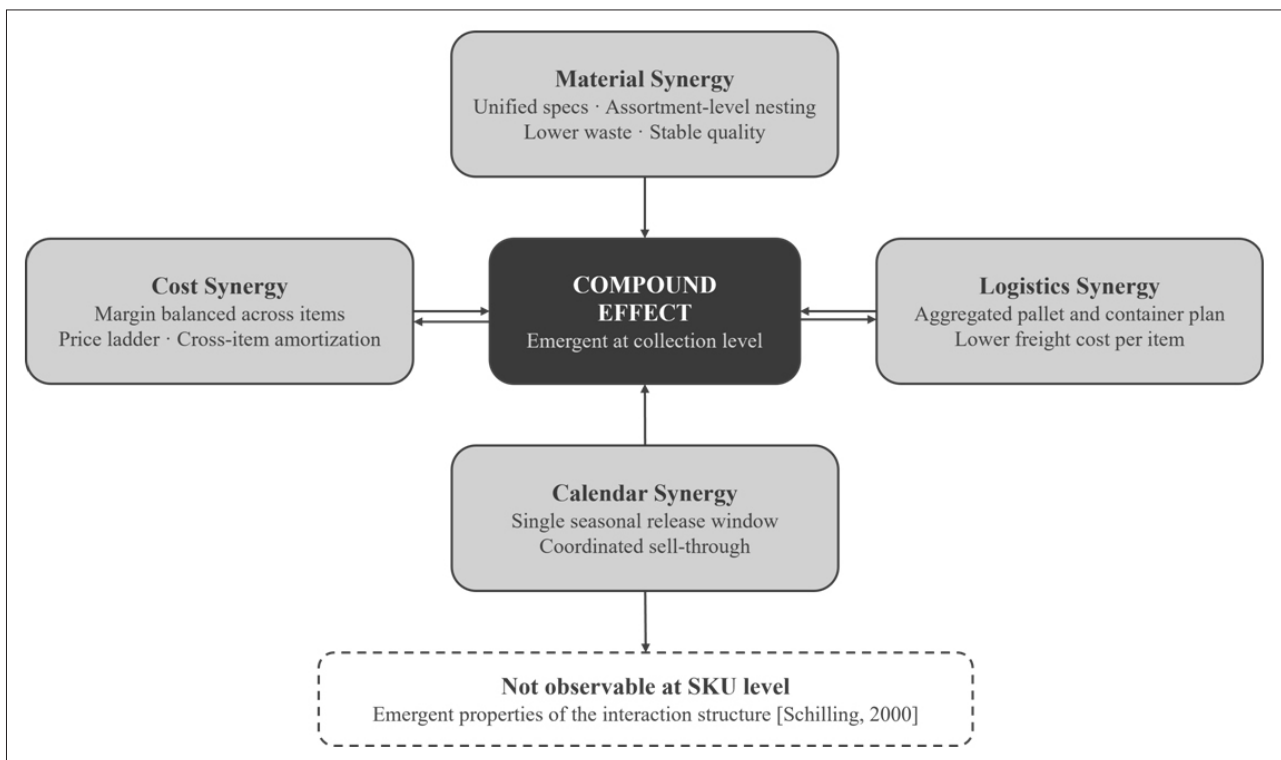 Material Synergy
Unified specs · Assortment-level nesting
Lower waste · Stable quality
Cost Synergy
Margin balanced across items
Price ladder · Cross-item amortization
COMPOUND
EFFECT
Emergent at collection level
Logistics Synergy
Aggregated pallet and container plan
Lower freight cost per item
Calendar Synergy
Single seasonal release window
Coordinated sell-through
Not observable at SKU level
Emergent properties of the interaction structure [Schilling, 2000]